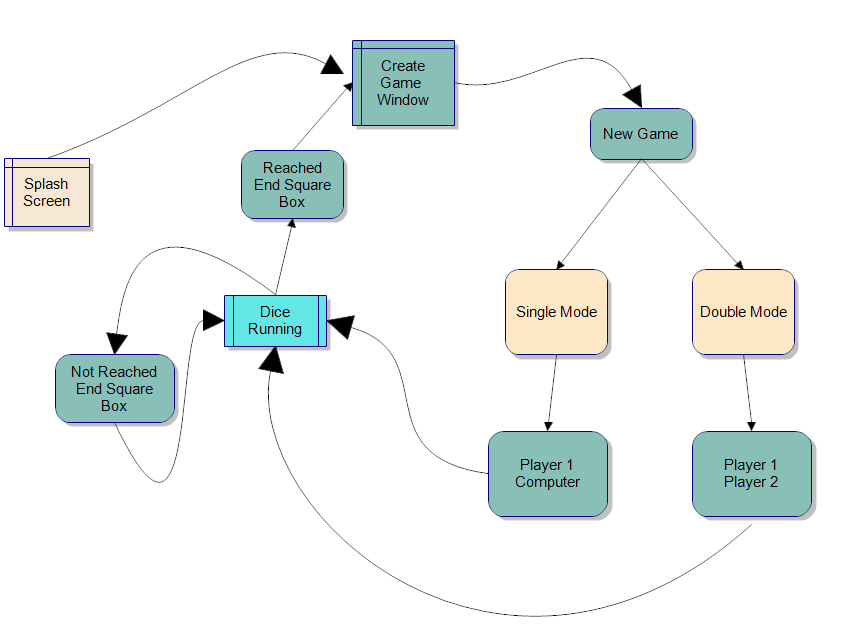 Create
Game
Window
New Game
Reached
End Square
Box
Splash
Screen
Dice
Running
Single Mode
Double Mode
Not Reached
End Square
Box
Player 1
Computer
Player 1
Player 2